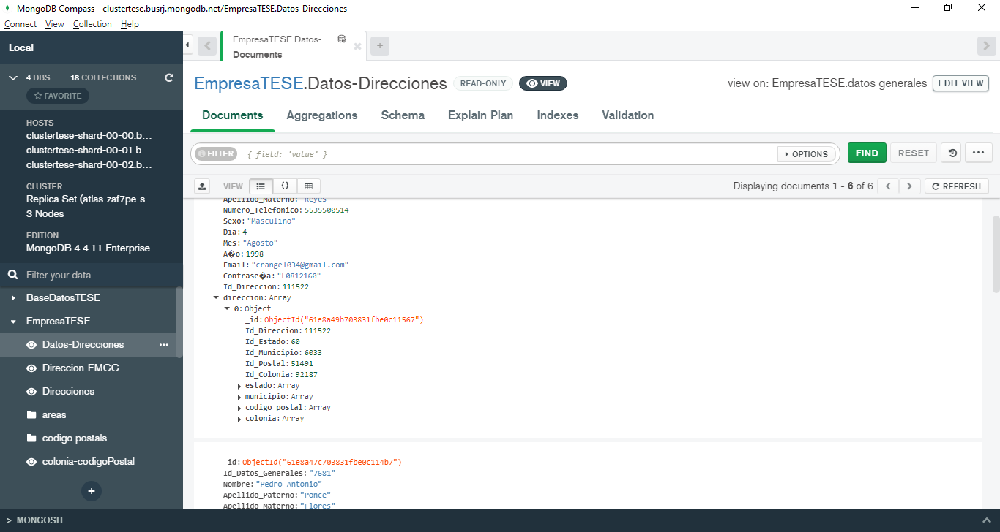 MongoDB Compass - clustertese.busrj.mongodb.net/EmpresaTESE.Datos-Direcciones
Connect View Collection Help
Local
4 DBS 18 COLLECTIONS
FAVORITE
HOSTS
clustertese-shard-00-00.b...
clustertese-shard-00-01.b...
clustertese-shard-00-02.b...
CLUSTER
Replica Set (atlas-zaf7pe-s...
3 Nodes
EDITION
MongoDB 4.4.11 Enterprise
Filter your data
BaseDatosTESE
EmpresaTESE
Datos-Direcciones ...
Direccion-EMCC
Direcciones
areas
codigo postals
colonia-codigoPostal
+
EmpresaTESE.Datos-...
Documents
+
EmpresaTESE.Datos-Direcciones READ-ONLY VIEW
view on: EmpresaTESE.datos generales EDIT VIEW
Documents Aggregations Schema Explain Plan Indexes Validation
FILTER { field: 'value' } OPTIONS FIND RESET ...
VIEW {} Displaying documents 1 - 6 of 6 REFRESH
Apellido_Materno: "Reyes"
Numero_Telefonico: 5535500514
Sexo: "Masculino"
Dia: 4
Mes: "Agosto"
A�o: 1998
Email: "crangel034@gmail.com"
Contrase�a: "L0812160"
Id_Direccion: 111522
direccion: Array
0: Object
_id: ObjectId("61e8a49b703831fbe0c11567")
Id_Direccion: 111522
Id_Estado: 60
Id_Municipio: 6033
Id_Postal: 51491
Id_Colonia: 92187
estado: Array
municipio: Array
codigo postal: Array
colonia: Array
_id: ObjectId("61e8a47c703831fbe0c114b7")
Id_Datos_Generales: "7681"
Nombre: "Pedro Antonio"
Apellido_Paterno: "Ponce"
Apellido_Materno: "Flores"
>_MONGOSH